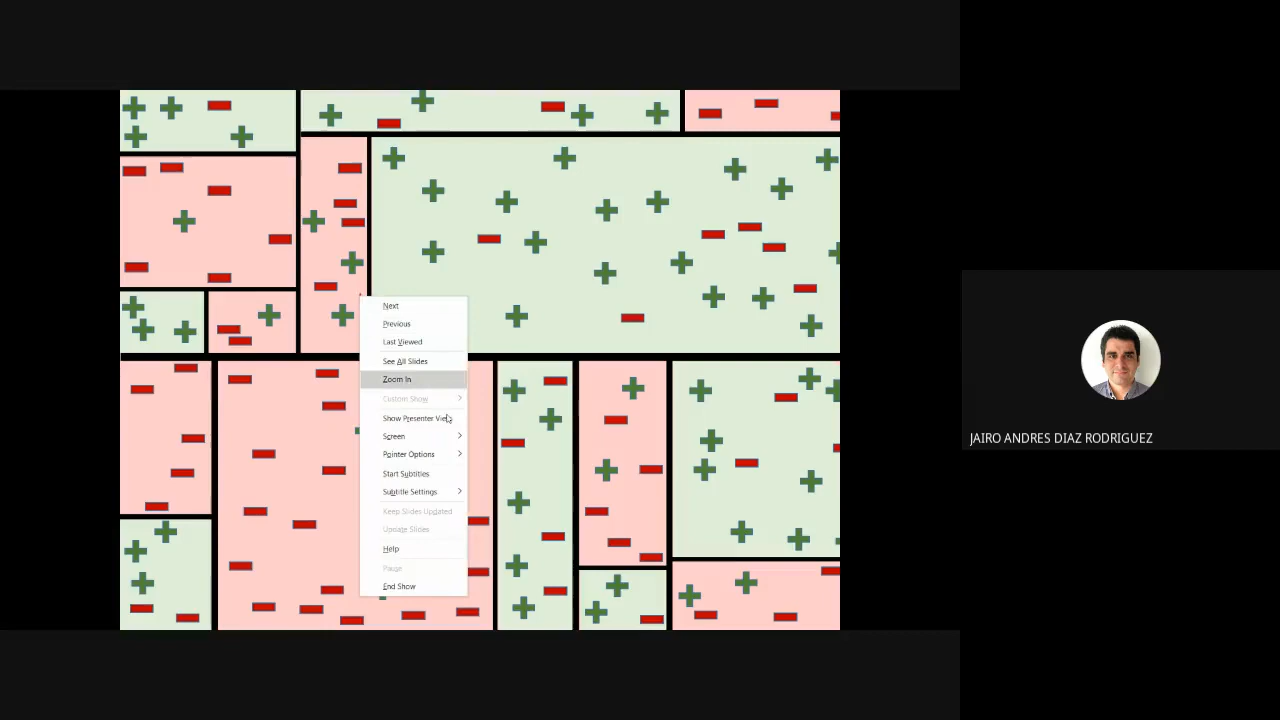 Next
Previous
Last Viewed
See All Slides
Zoom In
Custom Show
Show Presenter View
Screen
Pointer Options
Start Subtitles
Subtitle Settings
Keep Slides Updated
Update Slides
Help
Pause
End Show
JAIRO ANDRES DIAZ RODRIGUEZ